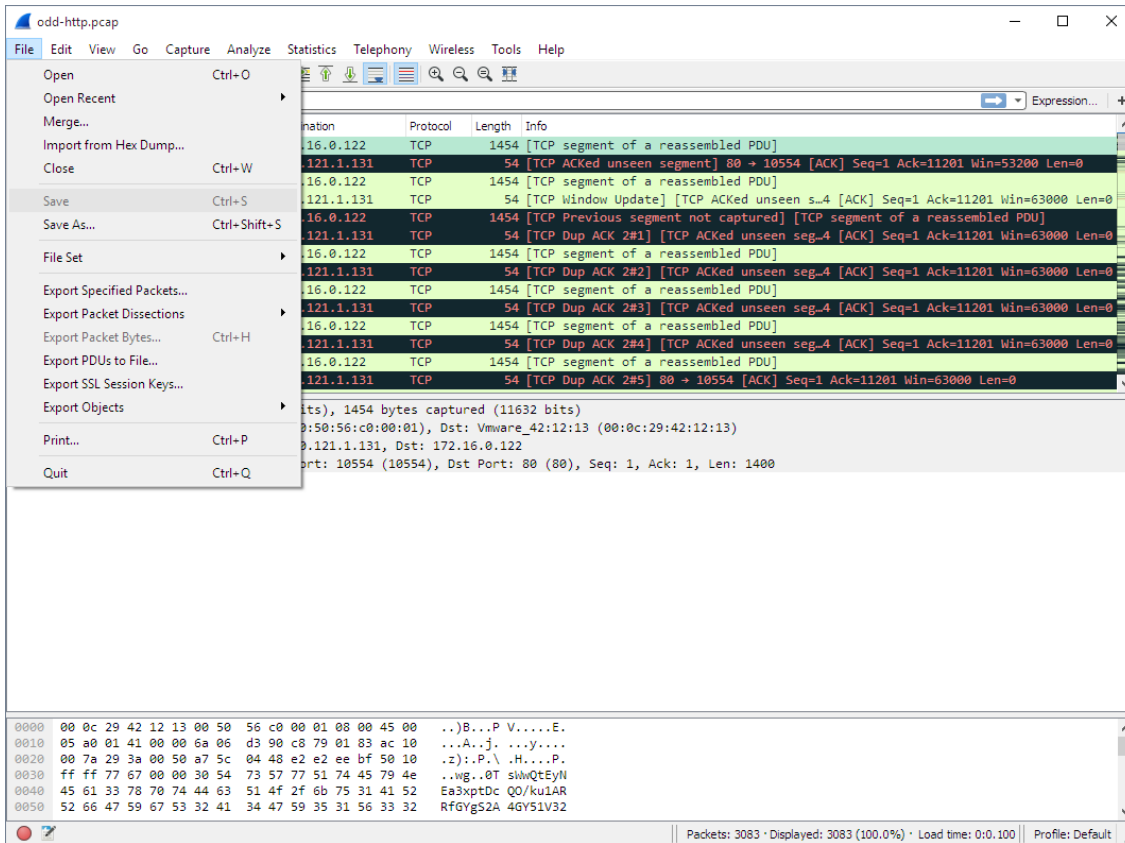 odd-http.pcap
File Edit View Go Capture Analyze Statistics Telephony Wireless Tools Help
Expression... +
Open Ctrl+O
Open Recent
Merge...
Import from Hex Dump...
Close Ctrl+W
Save Ctrl+S
Save As... Ctrl+Shift+S
File Set
Export Specified Packets...
Export Packet Dissections
Export Packet Bytes... Ctrl+H
Export PDUs to File...
Export SSL Session Keys...
Export Objects
Print... Ctrl+P
Quit Ctrl+Q
ination Protocol Length Info
.16.0.122 TCP 1454 [TCP segment of a reassembled PDU]
.121.1.131 TCP 54 [TCP ACKed unseen segment] 80 → 10554 [ACK] Seq=1 Ack=11201 Win=53200 Len=0
.16.0.122 TCP 1454 [TCP segment of a reassembled PDU]
.121.1.131 TCP 54 [TCP Window Update] [TCP ACKed unseen s…4 [ACK] Seq=1 Ack=11201 Win=63000 Len=0
.16.0.122 TCP 1454 [TCP Previous segment not captured] [TCP segment of a reassembled PDU]
.121.1.131 TCP 54 [TCP Dup ACK 2#1] [TCP ACKed unseen seg…4 [ACK] Seq=1 Ack=11201 Win=63000 Len=0
.16.0.122 TCP 1454 [TCP segment of a reassembled PDU]
.121.1.131 TCP 54 [TCP Dup ACK 2#2] [TCP ACKed unseen seg…4 [ACK] Seq=1 Ack=11201 Win=63000 Len=0
.16.0.122 TCP 1454 [TCP segment of a reassembled PDU]
.121.1.131 TCP 54 [TCP Dup ACK 2#3] [TCP ACKed unseen seg…4 [ACK] Seq=1 Ack=11201 Win=63000 Len=0
.16.0.122 TCP 1454 [TCP segment of a reassembled PDU]
.121.1.131 TCP 54 [TCP Dup ACK 2#4] [TCP ACKed unseen seg…4 [ACK] Seq=1 Ack=11201 Win=63000 Len=0
.16.0.122 TCP 1454 [TCP segment of a reassembled PDU]
.121.1.131 TCP 54 [TCP Dup ACK 2#5] 80 → 10554 [ACK] Seq=1 Ack=11201 Win=63000 Len=0
its), 1454 bytes captured (11632 bits)
0:50:56:c0:00:01), Dst: Vmware_42:12:13 (00:0c:29:42:12:13)
0.121.1.131, Dst: 172.16.0.122
ort: 10554 (10554), Dst Port: 80 (80), Seq: 1, Ack: 1, Len: 1400
0000 00 0c 29 42 12 13 00 50 56 c0 00 01 08 00 45 00 ..)B...P V.....E.
0010 05 a0 01 41 00 00 6a 06 d3 90 c8 79 01 83 ac 10 ...A..j. ...y....
0020 00 7a 29 3a 00 50 a7 5c 04 48 e2 e2 ee bf 50 10 .z):.P.\ .H....P.
0030 ff ff 77 67 00 00 30 54 73 57 77 51 74 45 79 4e ..wg..0T sWwQtEyN
0040 45 61 33 78 70 74 44 63 51 4f 2f 6b 75 31 41 52 Ea3xptDc QO/ku1AR
0050 52 66 47 59 67 53 32 41 34 47 59 35 31 56 33 32 RfGYgS2A 4GY51V32
Packets: 3083 · Displayed: 3083 (100.0%) · Load time: 0:0.100 Profile: Default